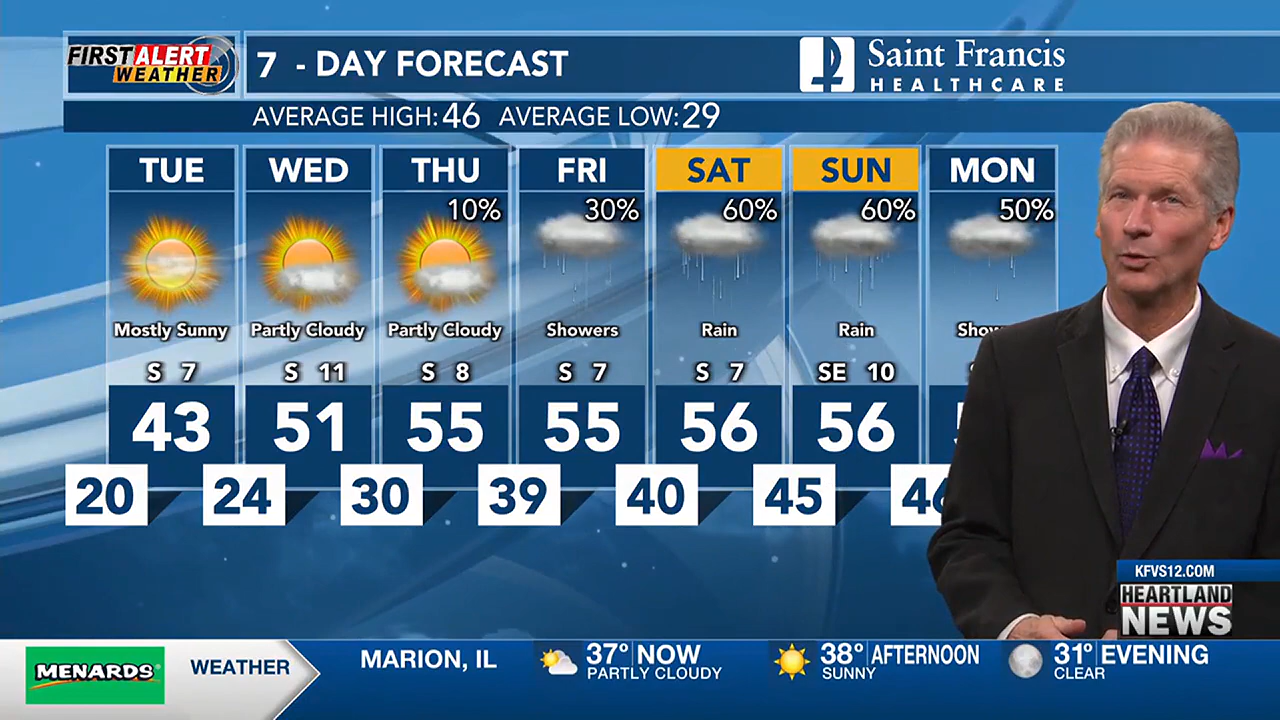 FIRST ALERT
WEATHER
7 - DAY FORECAST
Saint Francis
HEALTHCARE
AVERAGE HIGH: 46 AVERAGE LOW: 29
TUE WED THU FRI SAT SUN MON
10% 30% 60% 60% 50%
Mostly Sunny Partly Cloudy Partly Cloudy Showers Rain Rain
S 7 S 11 S 8 S 7 S 7 SE 10
43 51 55 55 56 56
20 24 30 39 40 45 46
KFVS12.COM
HEARTLAND
NEWS
MENARDS
WEATHER
MARION, IL
37° NOW
PARTLY CLOUDY
38° AFTERNOON
SUNNY
31° EVENING
CLEAR